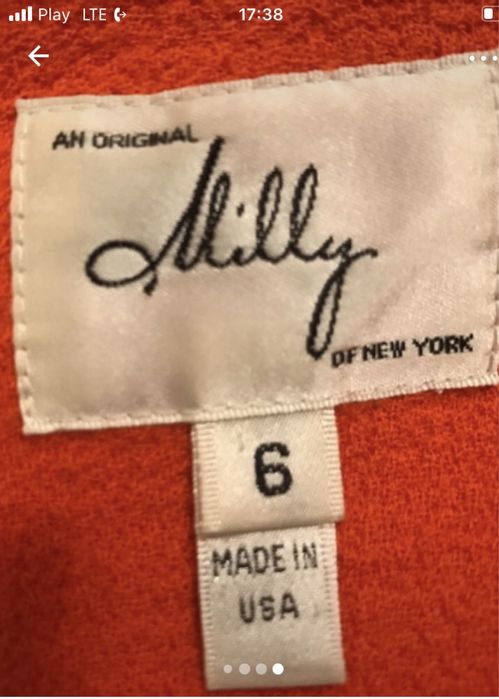 Play LTE 17:38
AN ORIGINAL
Milly
OF NEW YORK
6
MADE IN
USA